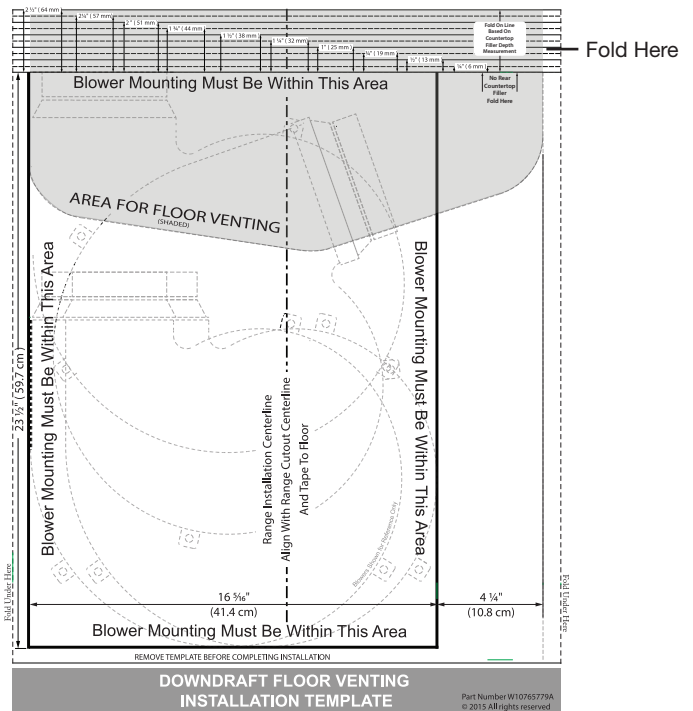 2 ½" (64 mm
2¼" ( 57 mm
2" ( 51 mm
1 ¾" ( 44 mm
1 ½" ( 38 mm
1 ¼" ( 32 mm
1" ( 25 mm
¾" ( 19 mm
½" ( 13 mm
¼" ( 6 mm
Fold On Line
Based On
Countertop
Filler Depth
Measurement
Fold Here
No Rear
Countertop
Filler
Fold Here
Blower Mounting Must Be Within This Area
AREA FOR FLOOR VENTING
(SHADED)
Blower Mounting Must Be Within This Area
Blower Mounting Must Be Within This Area
23 ½" ( 59.7 cm)
Range Installation Centerline
Align With Range Cutout Centerline
And Tape To Floor
Blowers Shown for Reference Only
Fold Under Here
Fold Under Here
16 5⁄16"
(41.4 cm)
4 ¼"
(10.8 cm)
Blower Mounting Must Be Within This Area
REMOVE TEMPLATE BEFORE COMPLETING INSTALLATION
DOWNDRAFT FLOOR VENTING
INSTALLATION TEMPLATE
Part Number W10765779A
© 2015 All rights reserved